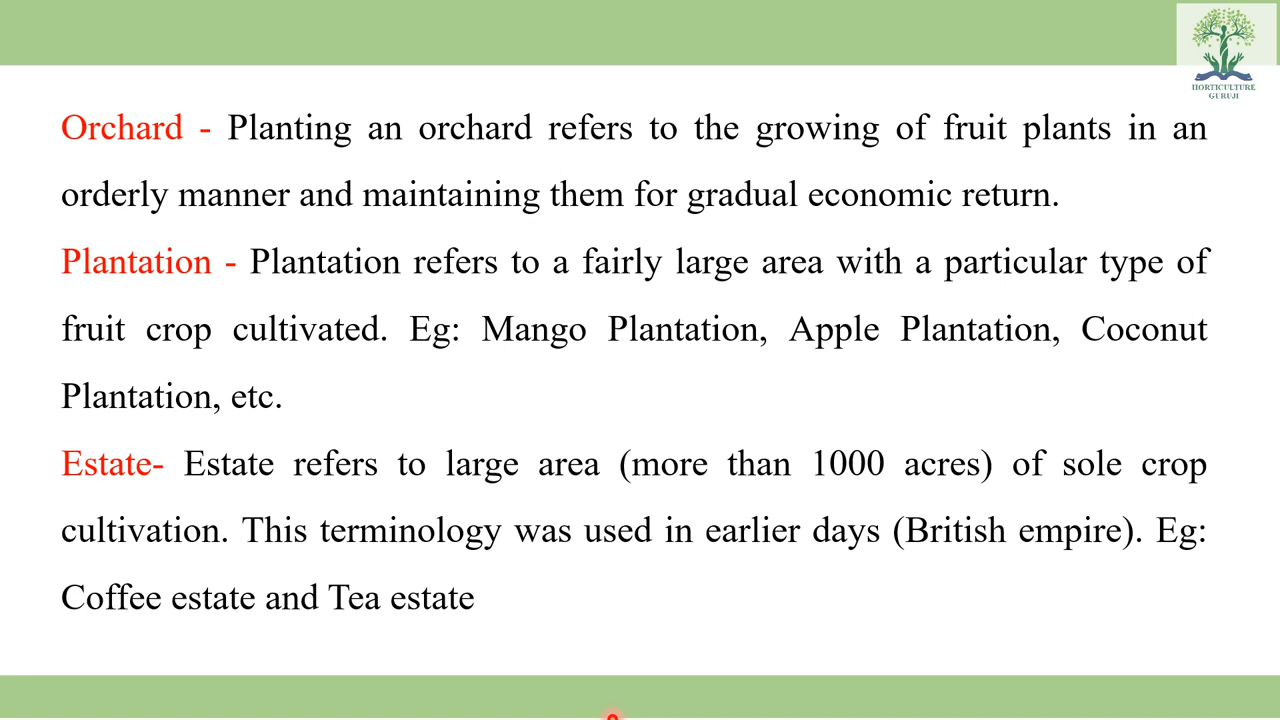 HORTICULTURE
GURUJI
Orchard - Planting an orchard refers to the growing of fruit plants in an
orderly manner and maintaining them for gradual economic return.
Plantation - Plantation refers to a fairly large area with a particular type of
fruit crop cultivated. Eg: Mango Plantation, Apple Plantation, Coconut
Plantation, etc.
Estate- Estate refers to large area (more than 1000 acres) of sole crop
cultivation. This terminology was used in earlier days (British empire). Eg:
Coffee estate and Tea estate